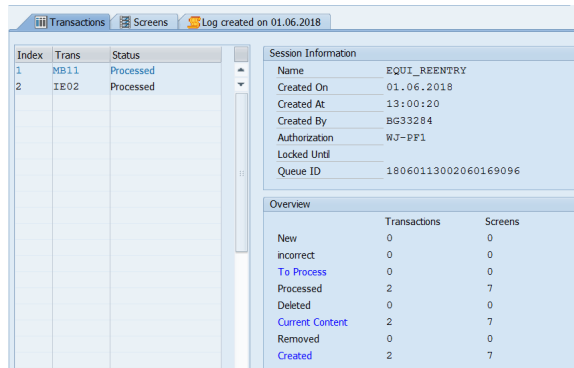 Transactions Screens Log created on 01.06.2018
Index Trans Status
1 MB11 Processed
2 IE02 Processed
Session Information
Name EQUI_REENTRY
Created On 01.06.2018
Created At 13:00:20
Created By BG33284
Authorization WJ-PF1
Locked Until
Queue ID 18060113002060169096
Overview
Transactions Screens
New 0 0
incorrect 0 0
To Process 0 0
Processed 2 7
Deleted 0 0
Current Content 2 7
Removed 0 0
Created 2 7